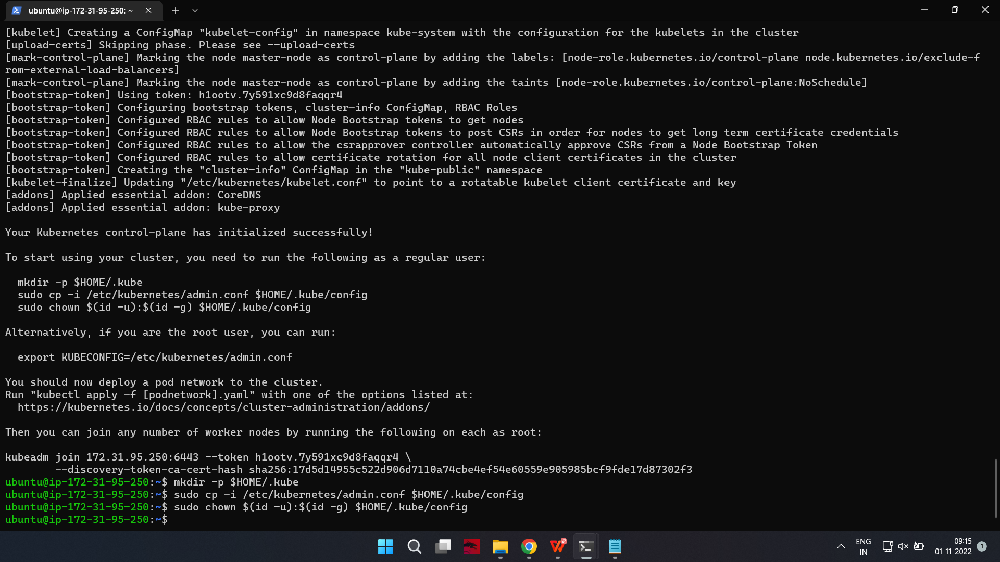 ubuntu@ip-172-31-95-250: ~
[kubelet] Creating a ConfigMap "kubelet-config" in namespace kube-system with the configuration for the kubelets in the cluster
[upload-certs] Skipping phase. Please see --upload-certs
[mark-control-plane] Marking the node master-node as control-plane by adding the labels: [node-role.kubernetes.io/control-plane node.kubernetes.io/exclude-f
rom-external-load-balancers]
[mark-control-plane] Marking the node master-node as control-plane by adding the taints [node-role.kubernetes.io/control-plane:NoSchedule]
[bootstrap-token] Using token: h1ootv.7y591xc9d8faqqr4
[bootstrap-token] Configuring bootstrap tokens, cluster-info ConfigMap, RBAC Roles
[bootstrap-token] Configured RBAC rules to allow Node Bootstrap tokens to get nodes
[bootstrap-token] Configured RBAC rules to allow Node Bootstrap tokens to post CSRs in order for nodes to get long term certificate credentials
[bootstrap-token] Configured RBAC rules to allow the csrapprover controller automatically approve CSRs from a Node Bootstrap Token
[bootstrap-token] Configured RBAC rules to allow certificate rotation for all node client certificates in the cluster
[bootstrap-token] Creating the "cluster-info" ConfigMap in the "kube-public" namespace
[kubelet-finalize] Updating "/etc/kubernetes/kubelet.conf" to point to a rotatable kubelet client certificate and key
[addons] Applied essential addon: CoreDNS
[addons] Applied essential addon: kube-proxy
Your Kubernetes control-plane has initialized successfully!
To start using your cluster, you need to run the following as a regular user:
mkdir -p $HOME/.kube
sudo cp -i /etc/kubernetes/admin.conf $HOME/.kube/config
sudo chown $(id -u):$(id -g) $HOME/.kube/config
Alternatively, if you are the root user, you can run:
export KUBECONFIG=/etc/kubernetes/admin.conf
You should now deploy a pod network to the cluster.
Run "kubectl apply -f [podnetwork].yaml" with one of the options listed at:
https://kubernetes.io/docs/concepts/cluster-administration/addons/
Then you can join any number of worker nodes by running the following on each as root:
kubeadm join 172.31.95.250:6443 --token h1ootv.7y591xc9d8faqqr4 \
--discovery-token-ca-cert-hash sha256:17d5d14955c522d906d7110a74cbe4ef54e60559e905985bcf9fde17d87302f3
ubuntu@ip-172-31-95-250:~$ mkdir -p $HOME/.kube
ubuntu@ip-172-31-95-250:~$ sudo cp -i /etc/kubernetes/admin.conf $HOME/.kube/config
ubuntu@ip-172-31-95-250:~$ sudo chown $(id -u):$(id -g) $HOME/.kube/config
ubuntu@ip-172-31-95-250:~$
ENG
IN
09:15
01-11-2022
1